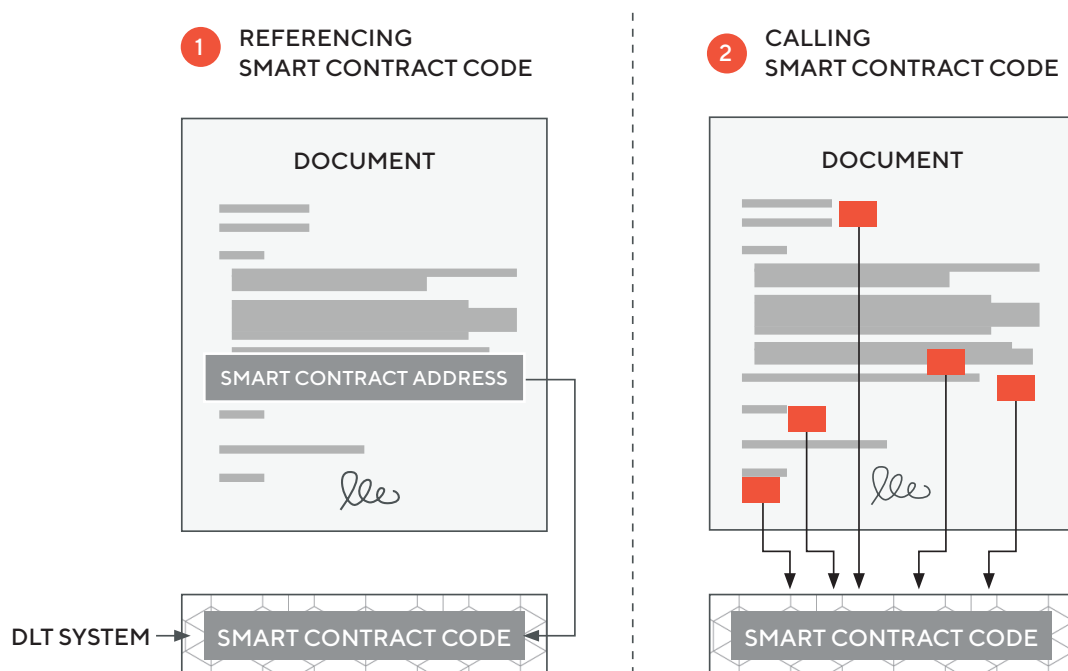 1
REFERENCING
SMART CONTRACT CODE
DOCUMENT
SMART CONTRACT ADDRESS
DLT SYSTEM
SMART CONTRACT CODE
2
CALLING
SMART CONTRACT CODE
DOCUMENT
SMART CONTRACT CODE